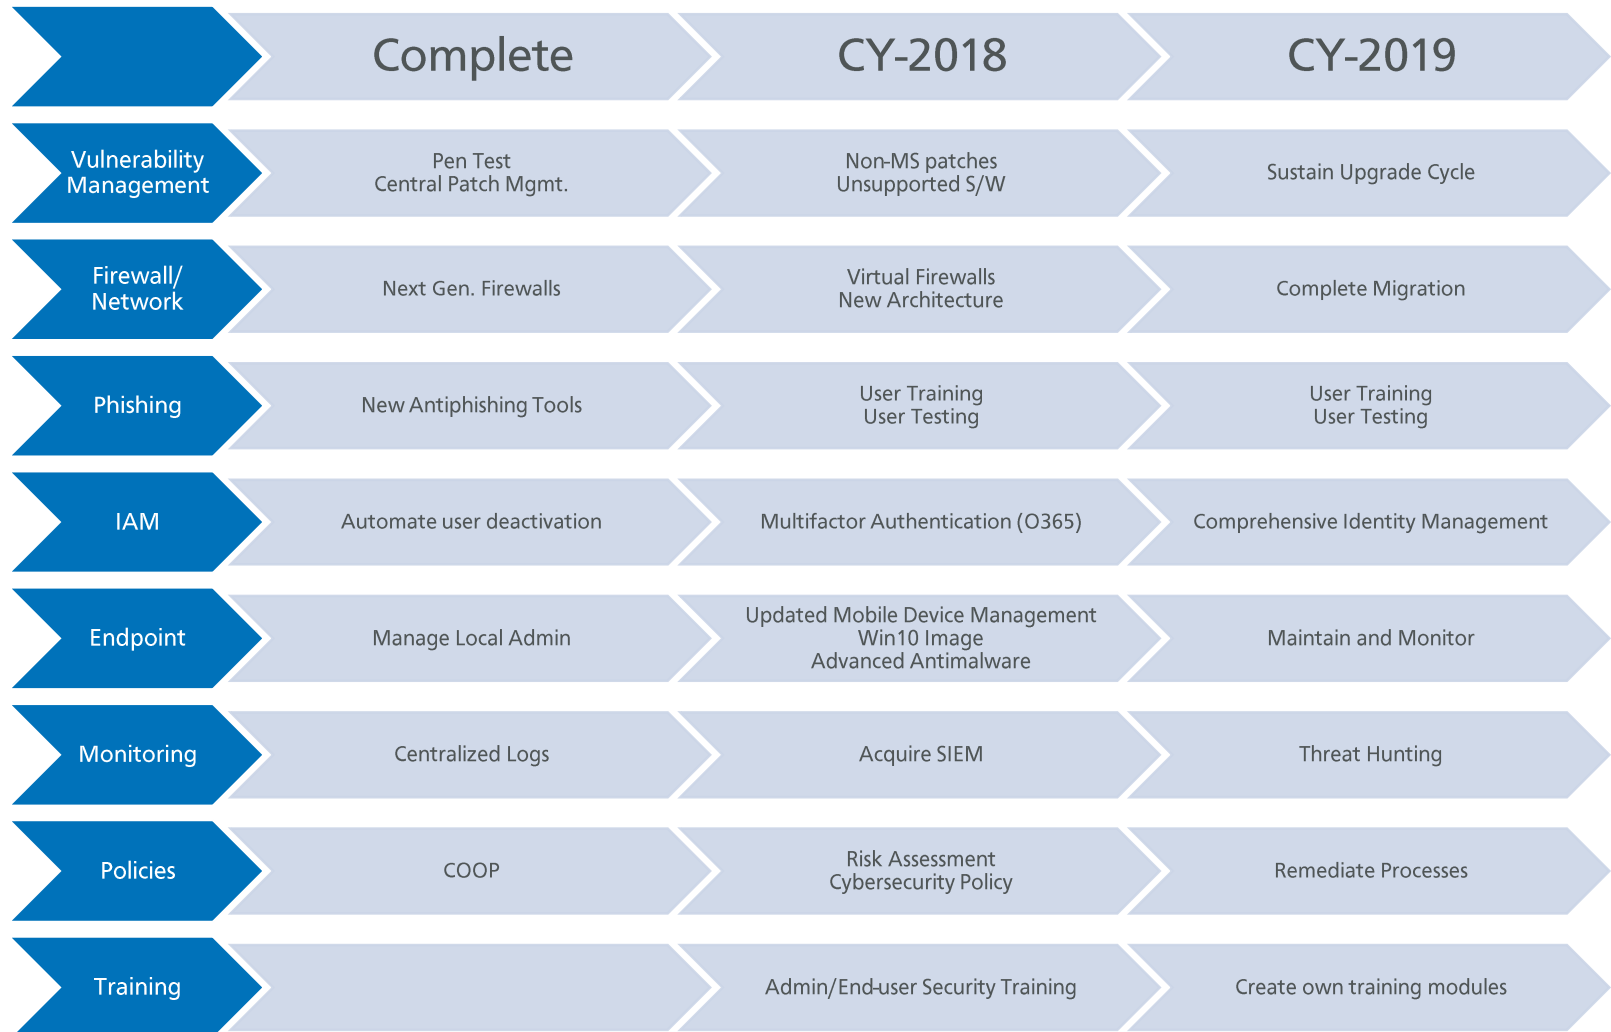 Complete
CY-2018
CY-2019
Vulnerability
Management
Pen Test
Central Patch Mgmt.
Non-MS patches
Unsupported S/W
Sustain Upgrade Cycle
Firewall/
Network
Next Gen. Firewalls
Virtual Firewalls
New Architecture
Complete Migration
Phishing
New Antiphishing Tools
User Training
User Testing
User Training
User Testing
IAM
Automate user deactivation
Multifactor Authentication (O365)
Comprehensive Identity Management
Endpoint
Manage Local Admin
Updated Mobile Device Management
Win10 Image
Advanced Antimalware
Maintain and Monitor
Monitoring
Centralized Logs
Acquire SIEM
Threat Hunting
Policies
COOP
Risk Assessment
Cybersecurity Policy
Remediate Processes
Training
Admin/End-user Security Training
Create own training modules